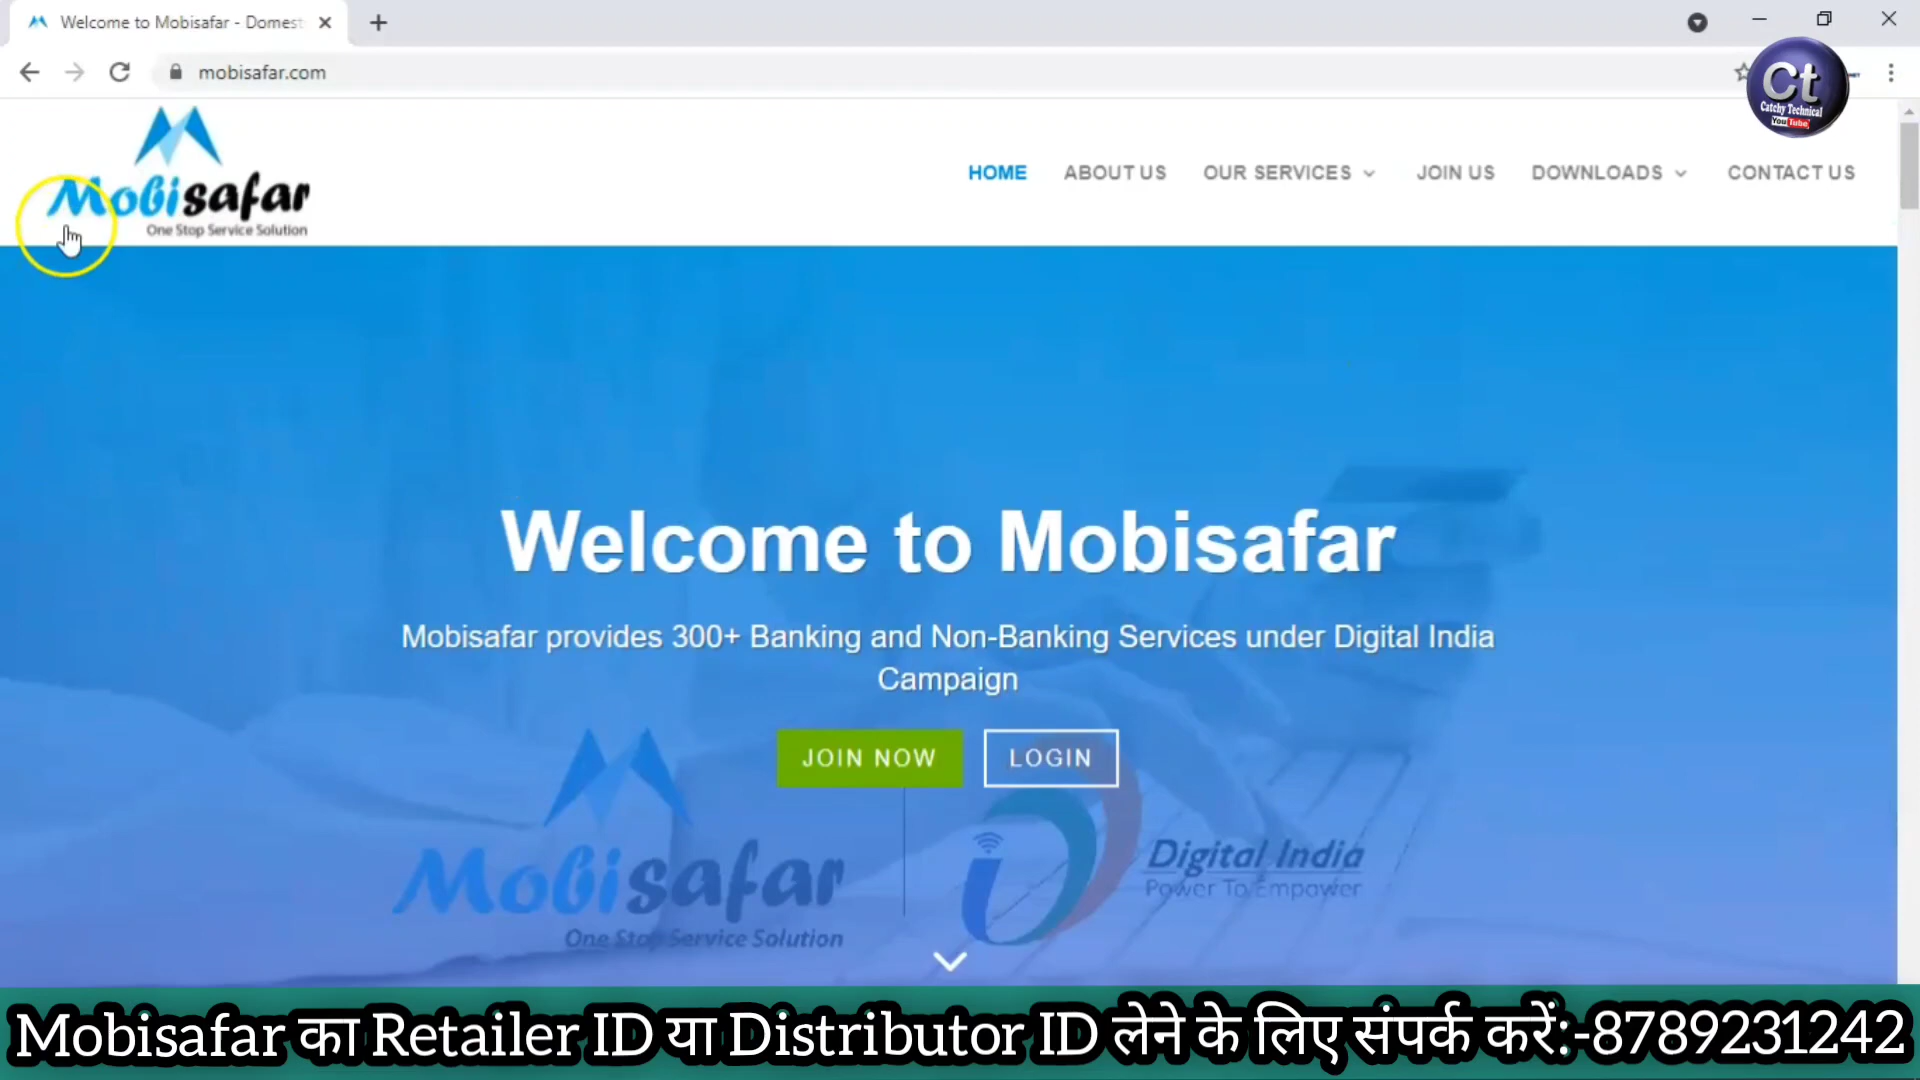 Welcome to Mobisafar - Domest
mobisafar.com
Ct
Catchy Technical
YouTube
Mobisafar
One Stop Service Solution
HOME ABOUT US OUR SERVICES JOIN US DOWNLOADS CONTACT US
Welcome to Mobisafar
Mobisafar provides 300+ Banking and Non-Banking Services under Digital India
Campaign
JOIN NOW LOGIN
Mobisafar
One Stop Service Solution
Digital India
Power To Empower
Mobisafar का Retailer ID या Distributor ID लेने के लिए संपर्क करें:-8789231242